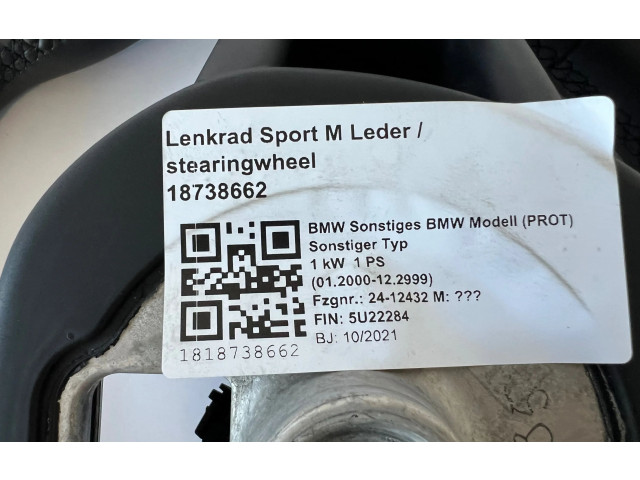 Lenkrad Sport M Leder /
stearingwheel
18738662
BMW Sonstiges BMW Modell (PROT)
Sonstiger Typ
1 kW 1 PS
(01.2000-12.2999)
Fzgnr.: 24-12432 M: ???
FIN: 5U22284
BJ: 10/2021
1818738662